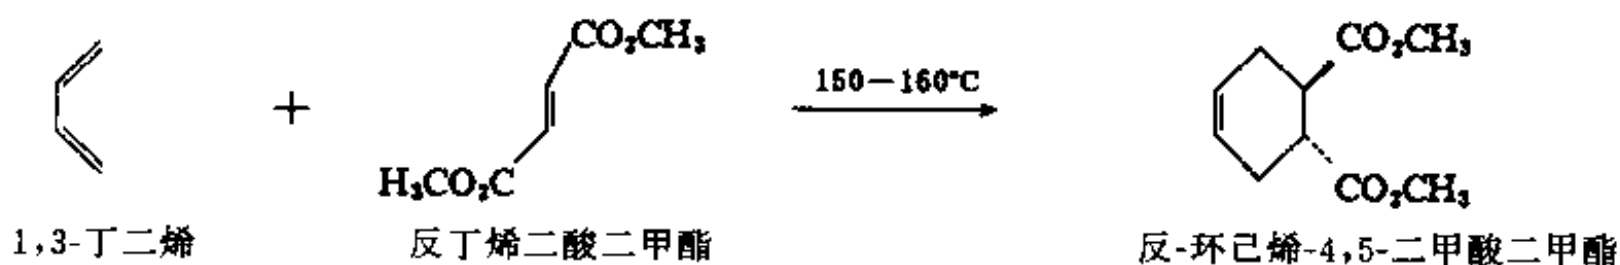 CO₂CH₃
H₃CO₂C
+
150-160°C
CO₂CH₃
CO₂CH₃
1,3-丁二烯
反丁烯二酸二甲酯
反-环己烯-4,5-二甲酸二甲酯